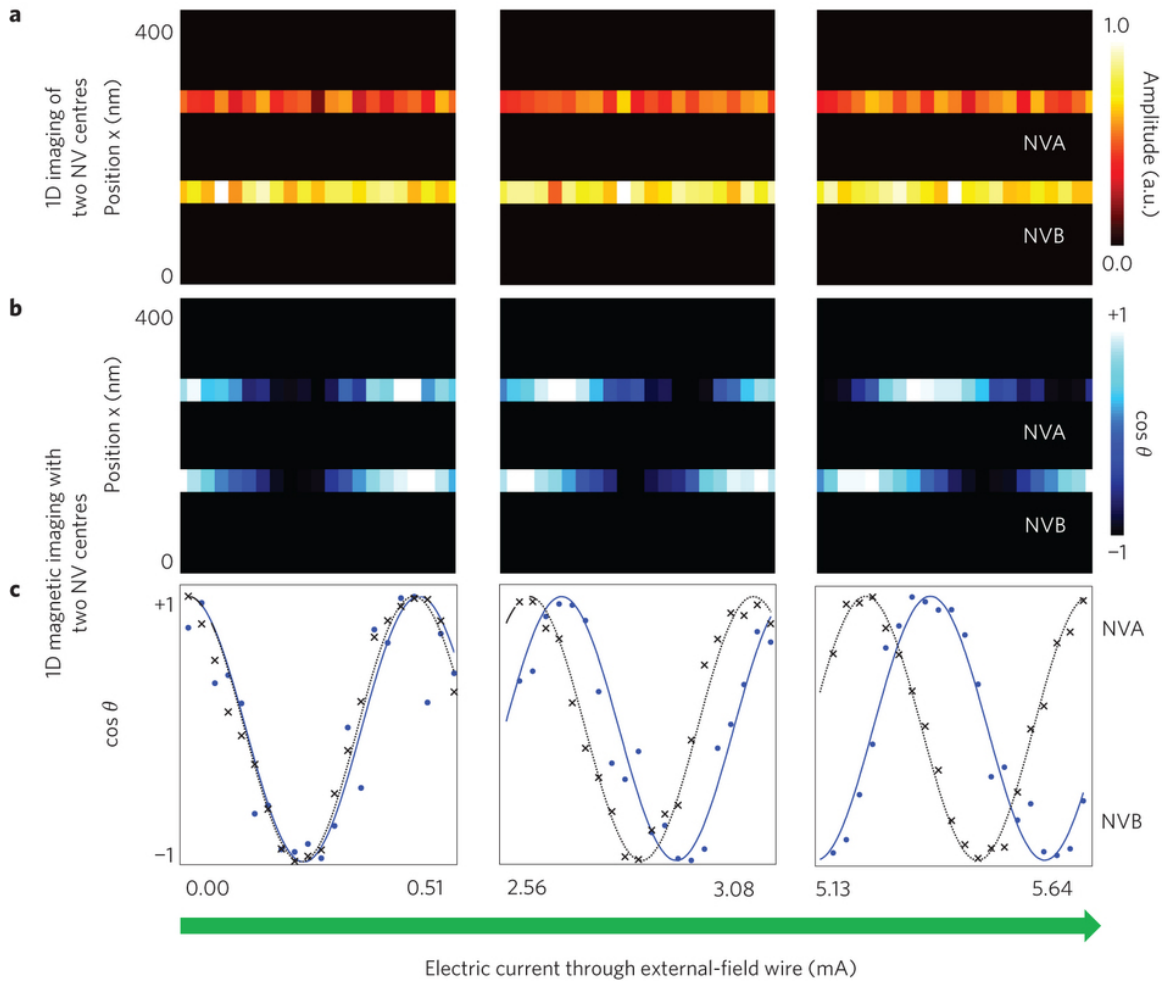 a
400
1D imaging of
two NV centres
Position x (nm)
0
NVA
NVB
1.0
Amplitude (a.u.)
0.0
b
400
1D magnetic imaging with
two NV centres
Position x (nm)
0
NVA
NVB
+1
cos θ
−1
c
+1
cos θ
−1
NVA
NVB
0.00
0.51
2.56
3.08
5.13
5.64
Electric current through external-field wire (mA)